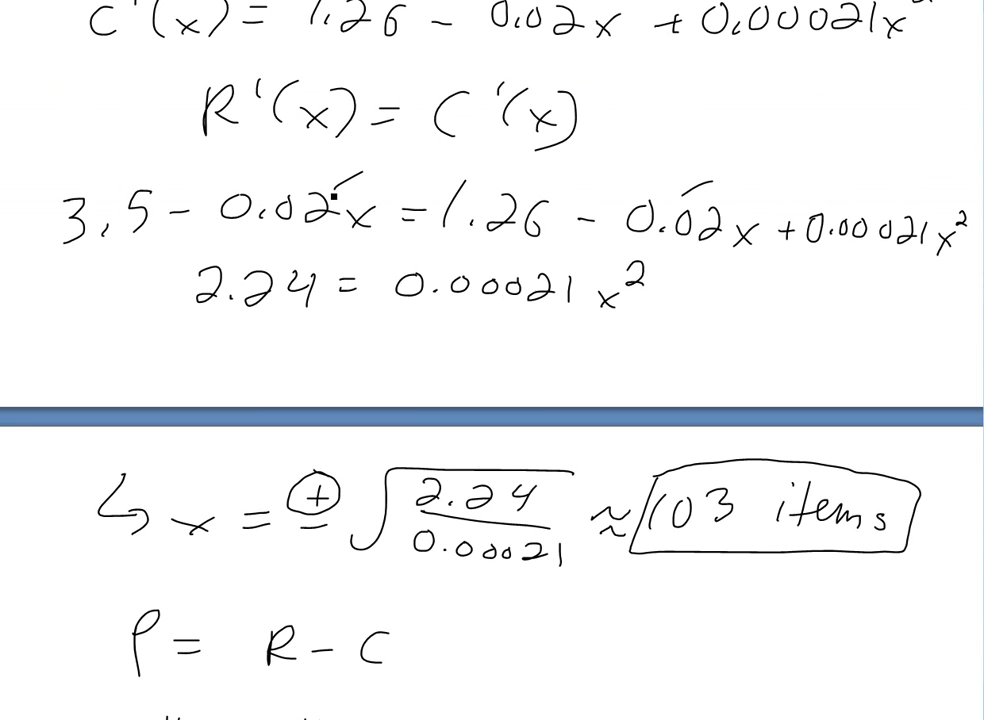 C'(x) = 1.26 - 0.02x + 0.00021x²
R'(x) = C'(x)
3.5 - 0.02x = 1.26 - 0.02x + 0.00021x²
2.24 = 0.00021x²
↳ x = ± √(2.24/0.00021) ≈ 103 items
P = R - C